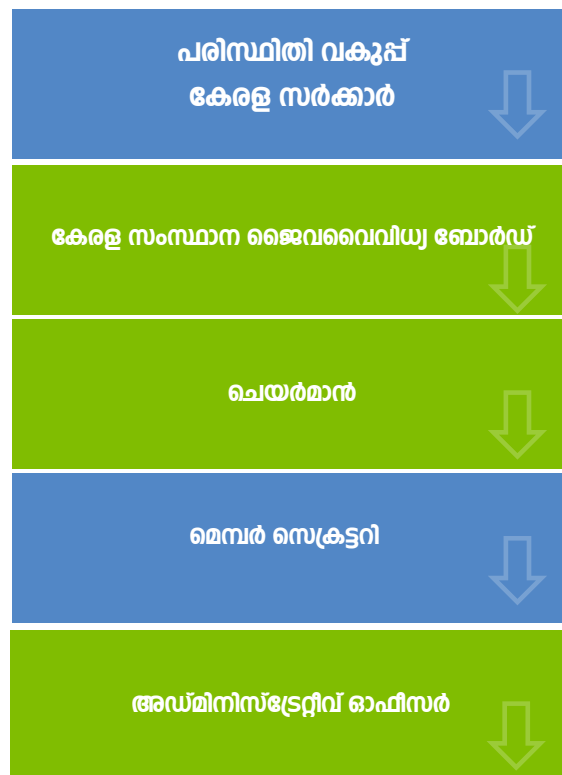 പരിസ്ഥിതി വകുപ്പ്
കേരള സർക്കാർ
കേരള സംസ്ഥാന ജൈവവൈവിധ്യ ബോർഡ്
ചെയർമാൻ
മെമ്പർ സെക്രട്ടറി
അഡ്മിനിസ്ട്രേറ്റീവ് ഓഫീസർ